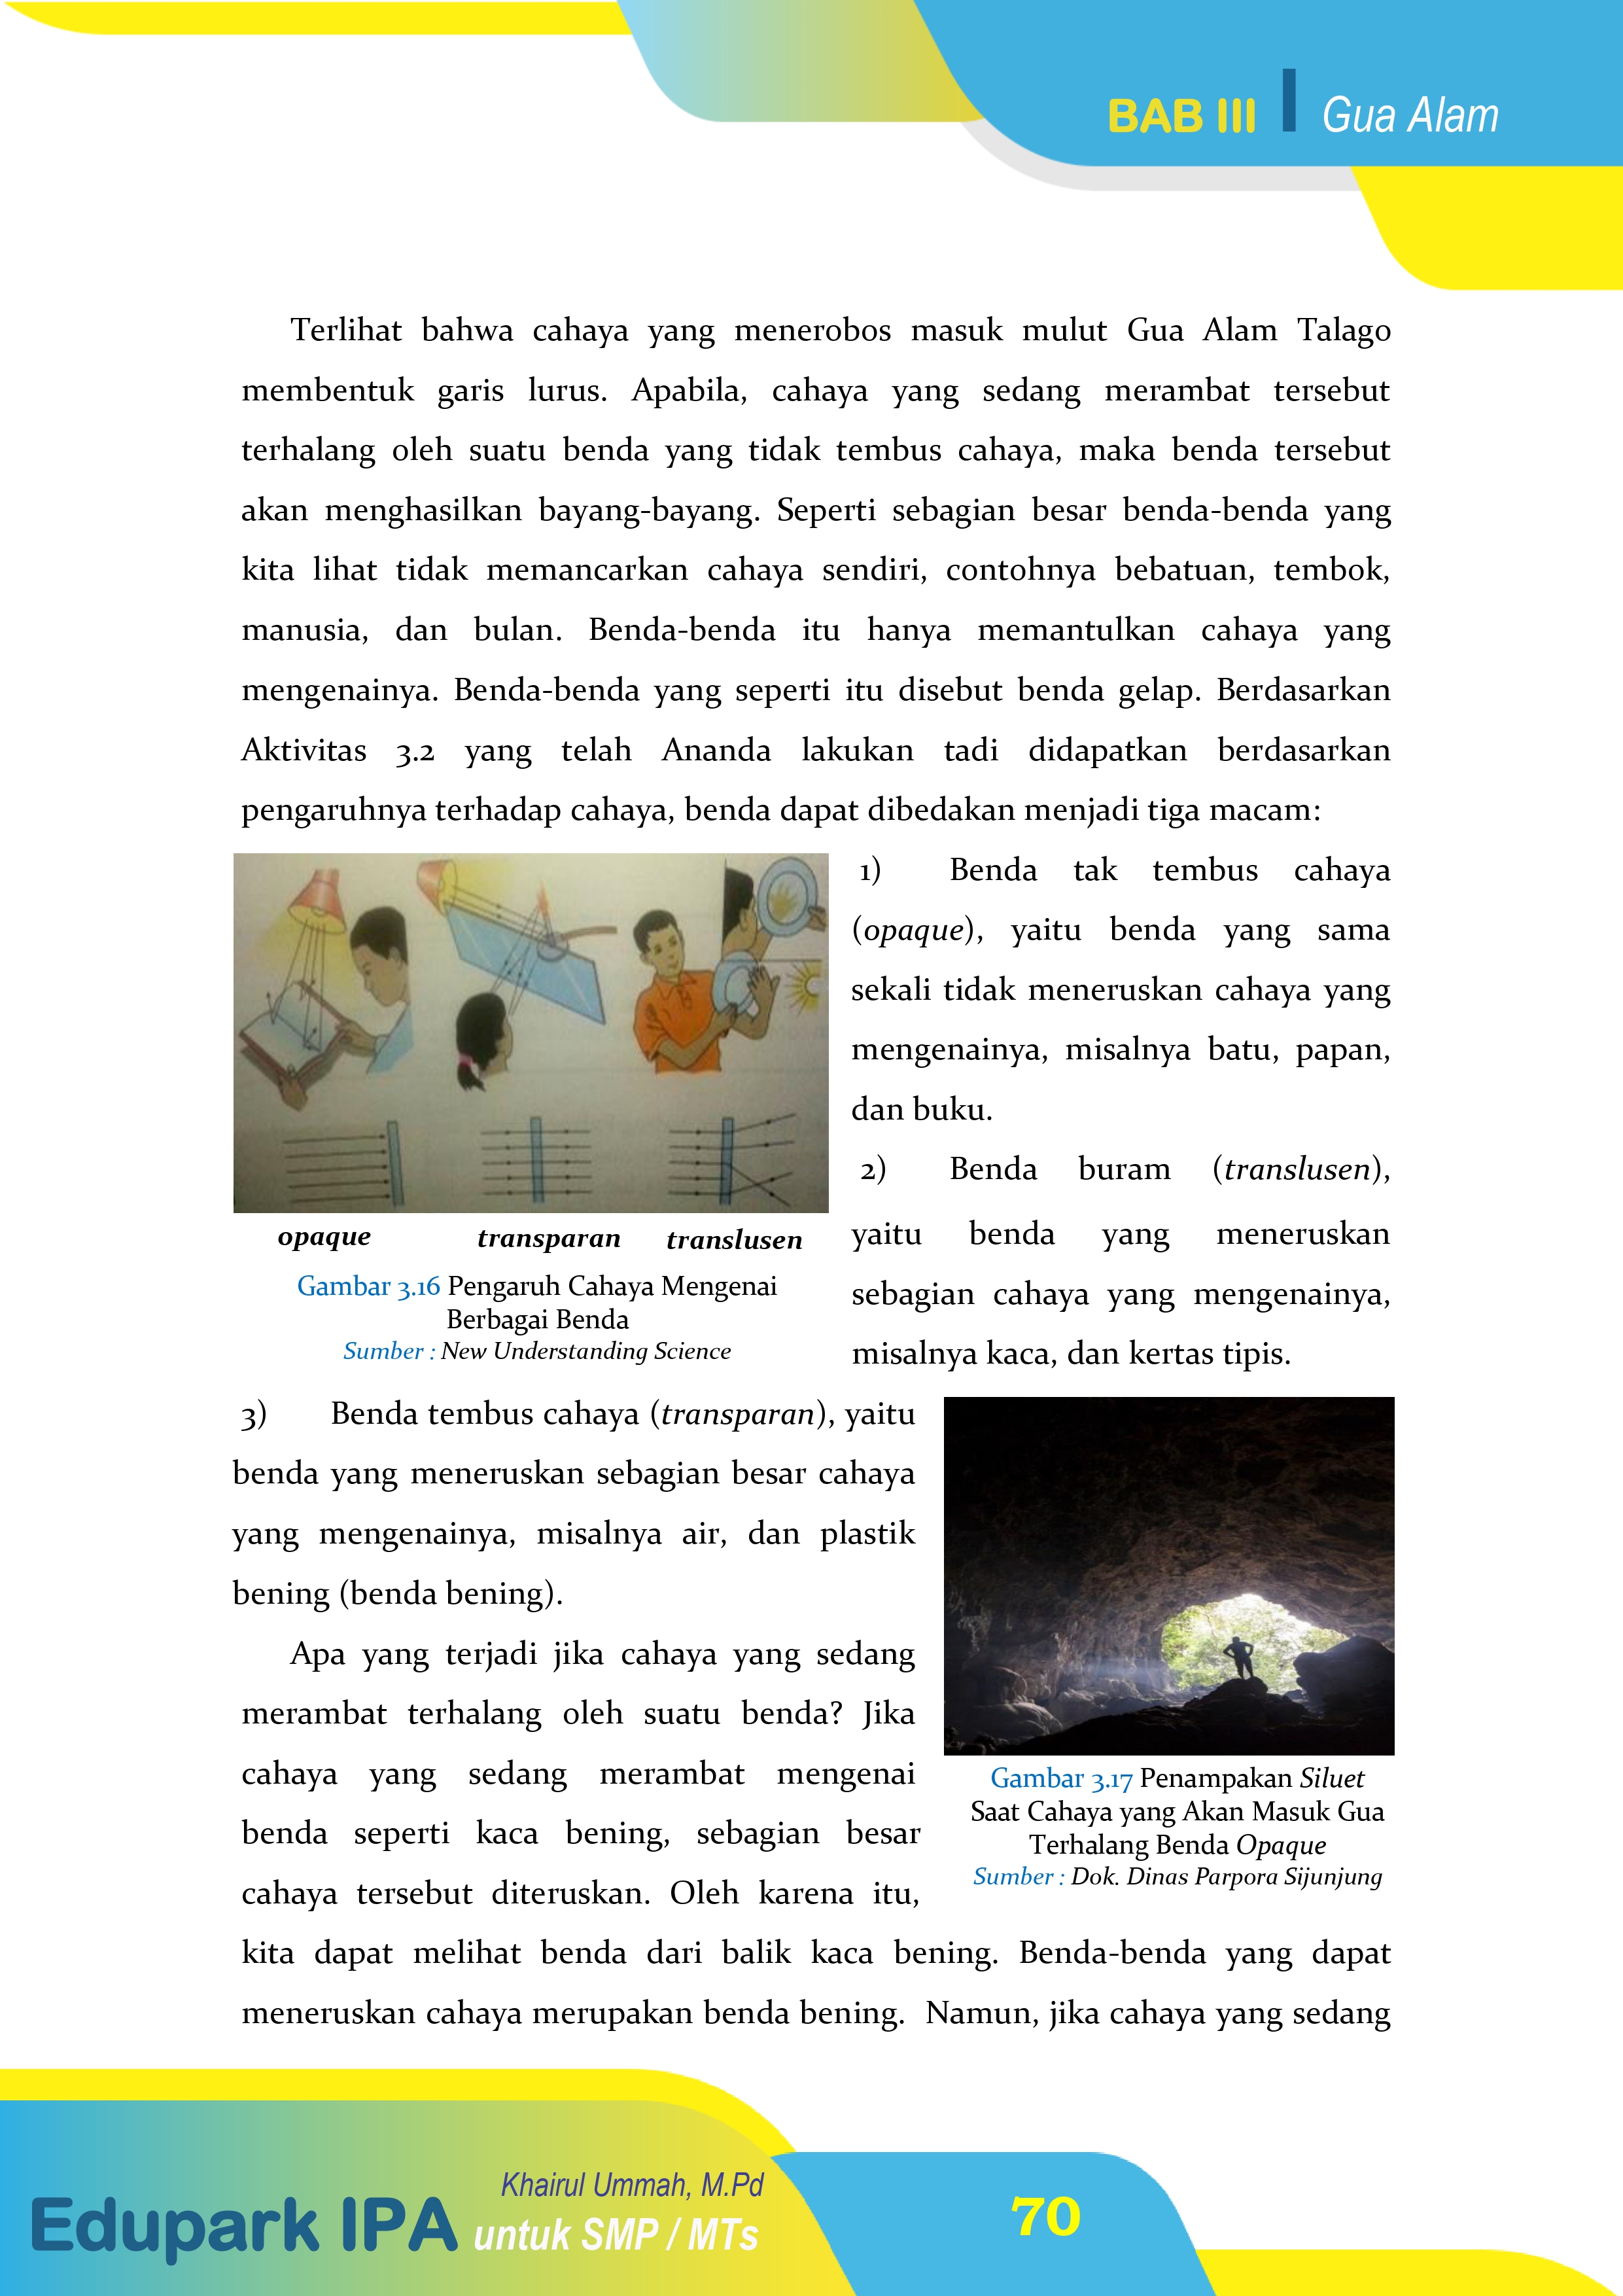 BAB III Gua Alam
Terlihat bahwa cahaya yang menerobos masuk mulut Gua Alam Talago
membentuk garis lurus. Apabila, cahaya yang sedang merambat tersebut
terhalang oleh suatu benda yang tidak tembus cahaya, maka benda tersebut
akan menghasilkan bayang-bayang. Seperti sebagian besar benda-benda yang
kita lihat tidak memancarkan cahaya sendiri, contohnya bebatuan, tembok,
manusia, dan bulan. Benda-benda itu hanya memantulkan cahaya yang
mengenainya. Benda-benda yang seperti itu disebut benda gelap. Berdasarkan
Aktivitas 3.2 yang telah Ananda lakukan tadi didapatkan berdasarkan
pengaruhnya terhadap cahaya, benda dapat dibedakan menjadi tiga macam:
1) Benda tak tembus cahaya
(opaque), yaitu benda yang sama
sekali tidak meneruskan cahaya yang
mengenainya, misalnya batu, papan,
dan buku.
2) Benda buram (translusen),
yaitu benda yang meneruskan
sebagian cahaya yang mengenainya,
misalnya kaca, dan kertas tipis.
opaque transparan translusen
Gambar 3.16 Pengaruh Cahaya Mengenai
Berbagai Benda
Sumber : New Understanding Science
3) Benda tembus cahaya (transparan), yaitu
benda yang meneruskan sebagian besar cahaya
yang mengenainya, misalnya air, dan plastik
bening (benda bening).
Apa yang terjadi jika cahaya yang sedang
merambat terhalang oleh suatu benda? Jika
cahaya yang sedang merambat mengenai
benda seperti kaca bening, sebagian besar
cahaya tersebut diteruskan. Oleh karena itu,
Gambar 3.17 Penampakan Siluet
Saat Cahaya yang Akan Masuk Gua
Terhalang Benda Opaque
Sumber : Dok. Dinas Parpora Sijunjung
kita dapat melihat benda dari balik kaca bening. Benda-benda yang dapat
meneruskan cahaya merupakan benda bening. Namun, jika cahaya yang sedang
Khairul Ummah, M.Pd
Edupark IPA untuk SMP / MTs
70